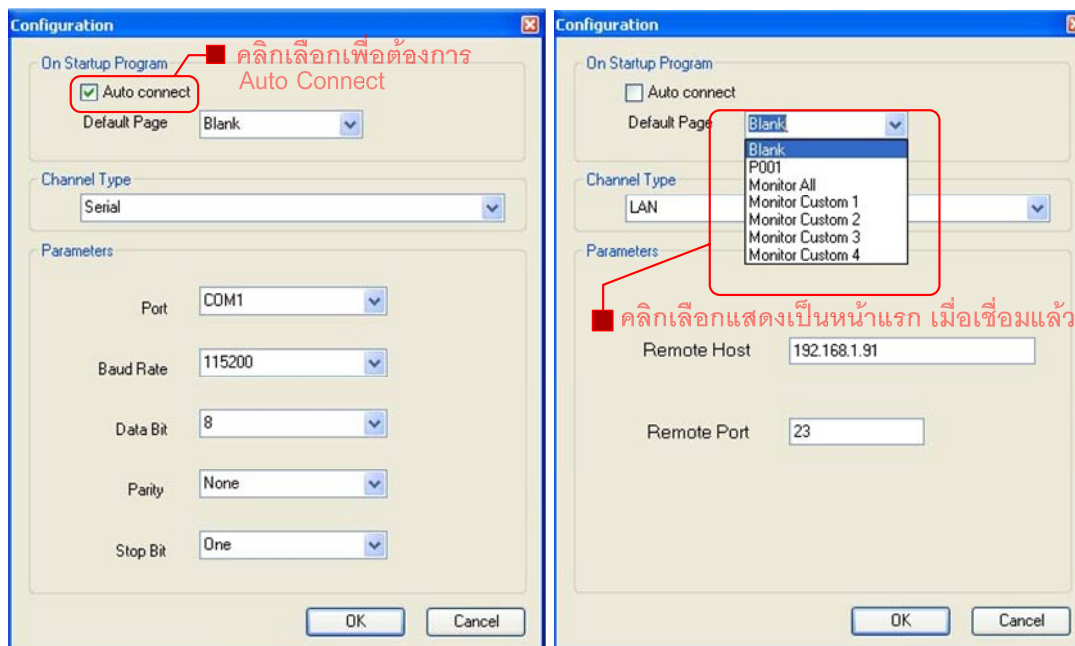 Configuration
On Startup Program
คลิกเลือกเพื่อต้องการ
Auto Connect
Auto connect
Default Page Blank
Channel Type
Serial
Parameters
Port COM1
Baud Rate 115200
Data Bit 8
Parity None
Stop Bit One
OK Cancel
Configuration
On Startup Program
Auto connect
Default Page Blank
Blank
P001
Monitor All
Monitor Custom 1
Monitor Custom 2
Monitor Custom 3
Monitor Custom 4
Channel Type
LAN
Parameters
คลิกเลือกแสดงเป็นหน้าแรก เมื่อเชื่อมแล้ว
Remote Host 192.168.1.91
Remote Port 23
OK Cancel